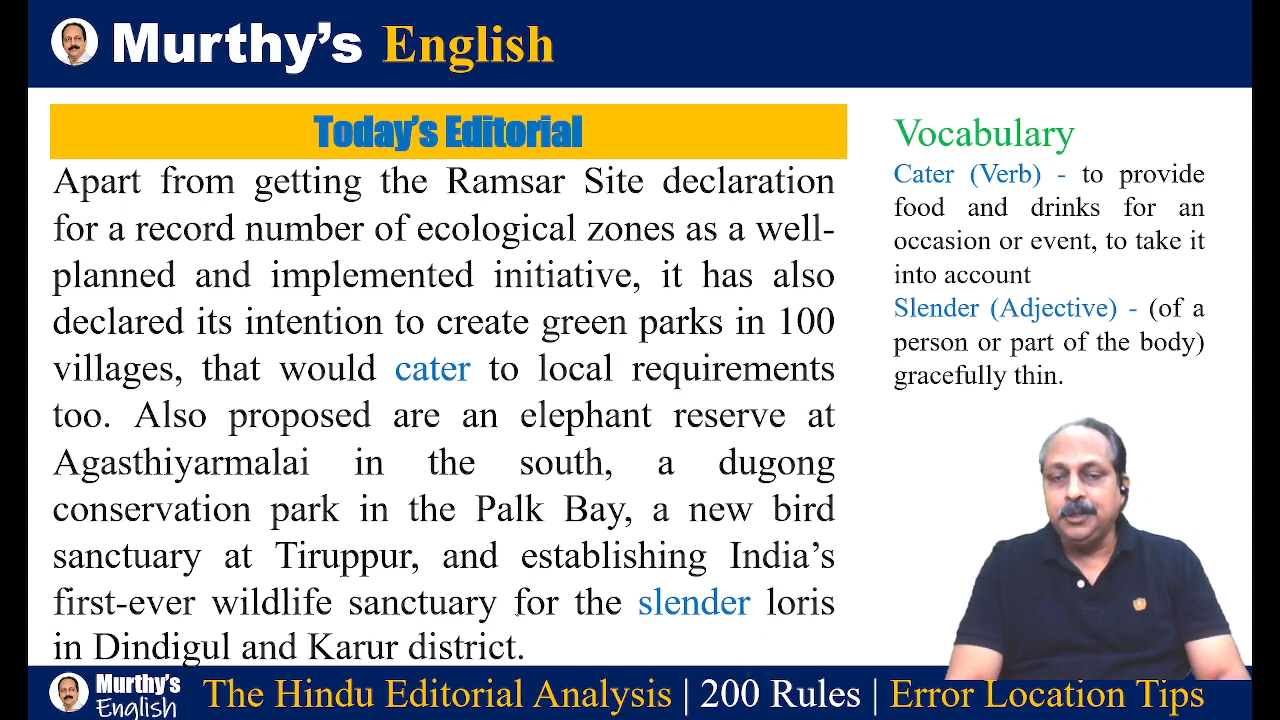 Murthy's English
Today's Editorial
Apart from getting the Ramsar Site declaration
for a record number of ecological zones as a well-
planned and implemented initiative, it has also
declared its intention to create green parks in 100
villages, that would cater to local requirements
too. Also proposed are an elephant reserve at
Agasthiyarmalai in the south, a dugong
conservation park in the Palk Bay, a new bird
sanctuary at Tiruppur, and establishing India's
first-ever wildlife sanctuary for the slender loris
in Dindigul and Karur district.
Vocabulary
Cater (Verb) - to provide
food and drinks for an
occasion or event, to take it
into account
Slender (Adjective) - (of a
person or part of the body)
gracefully thin.
Murthy's
English
The Hindu Editorial Analysis | 200 Rules | Error Location Tips